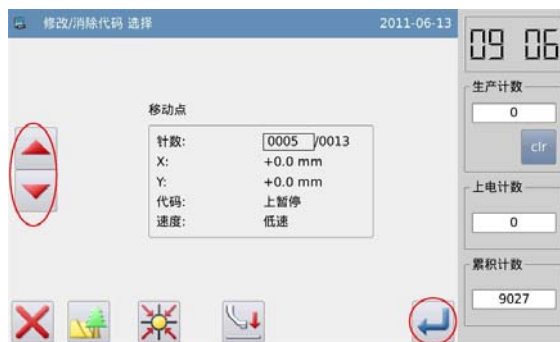 修改/消除代码 选择 2011-06-13
09 06
生产计数
0
clr
移动点
针数: 0005 /0013
X: +0.0 mm
Y: +0.0 mm
代码: 上暂停
速度: 低速
上电计数
0
累积计数
9027